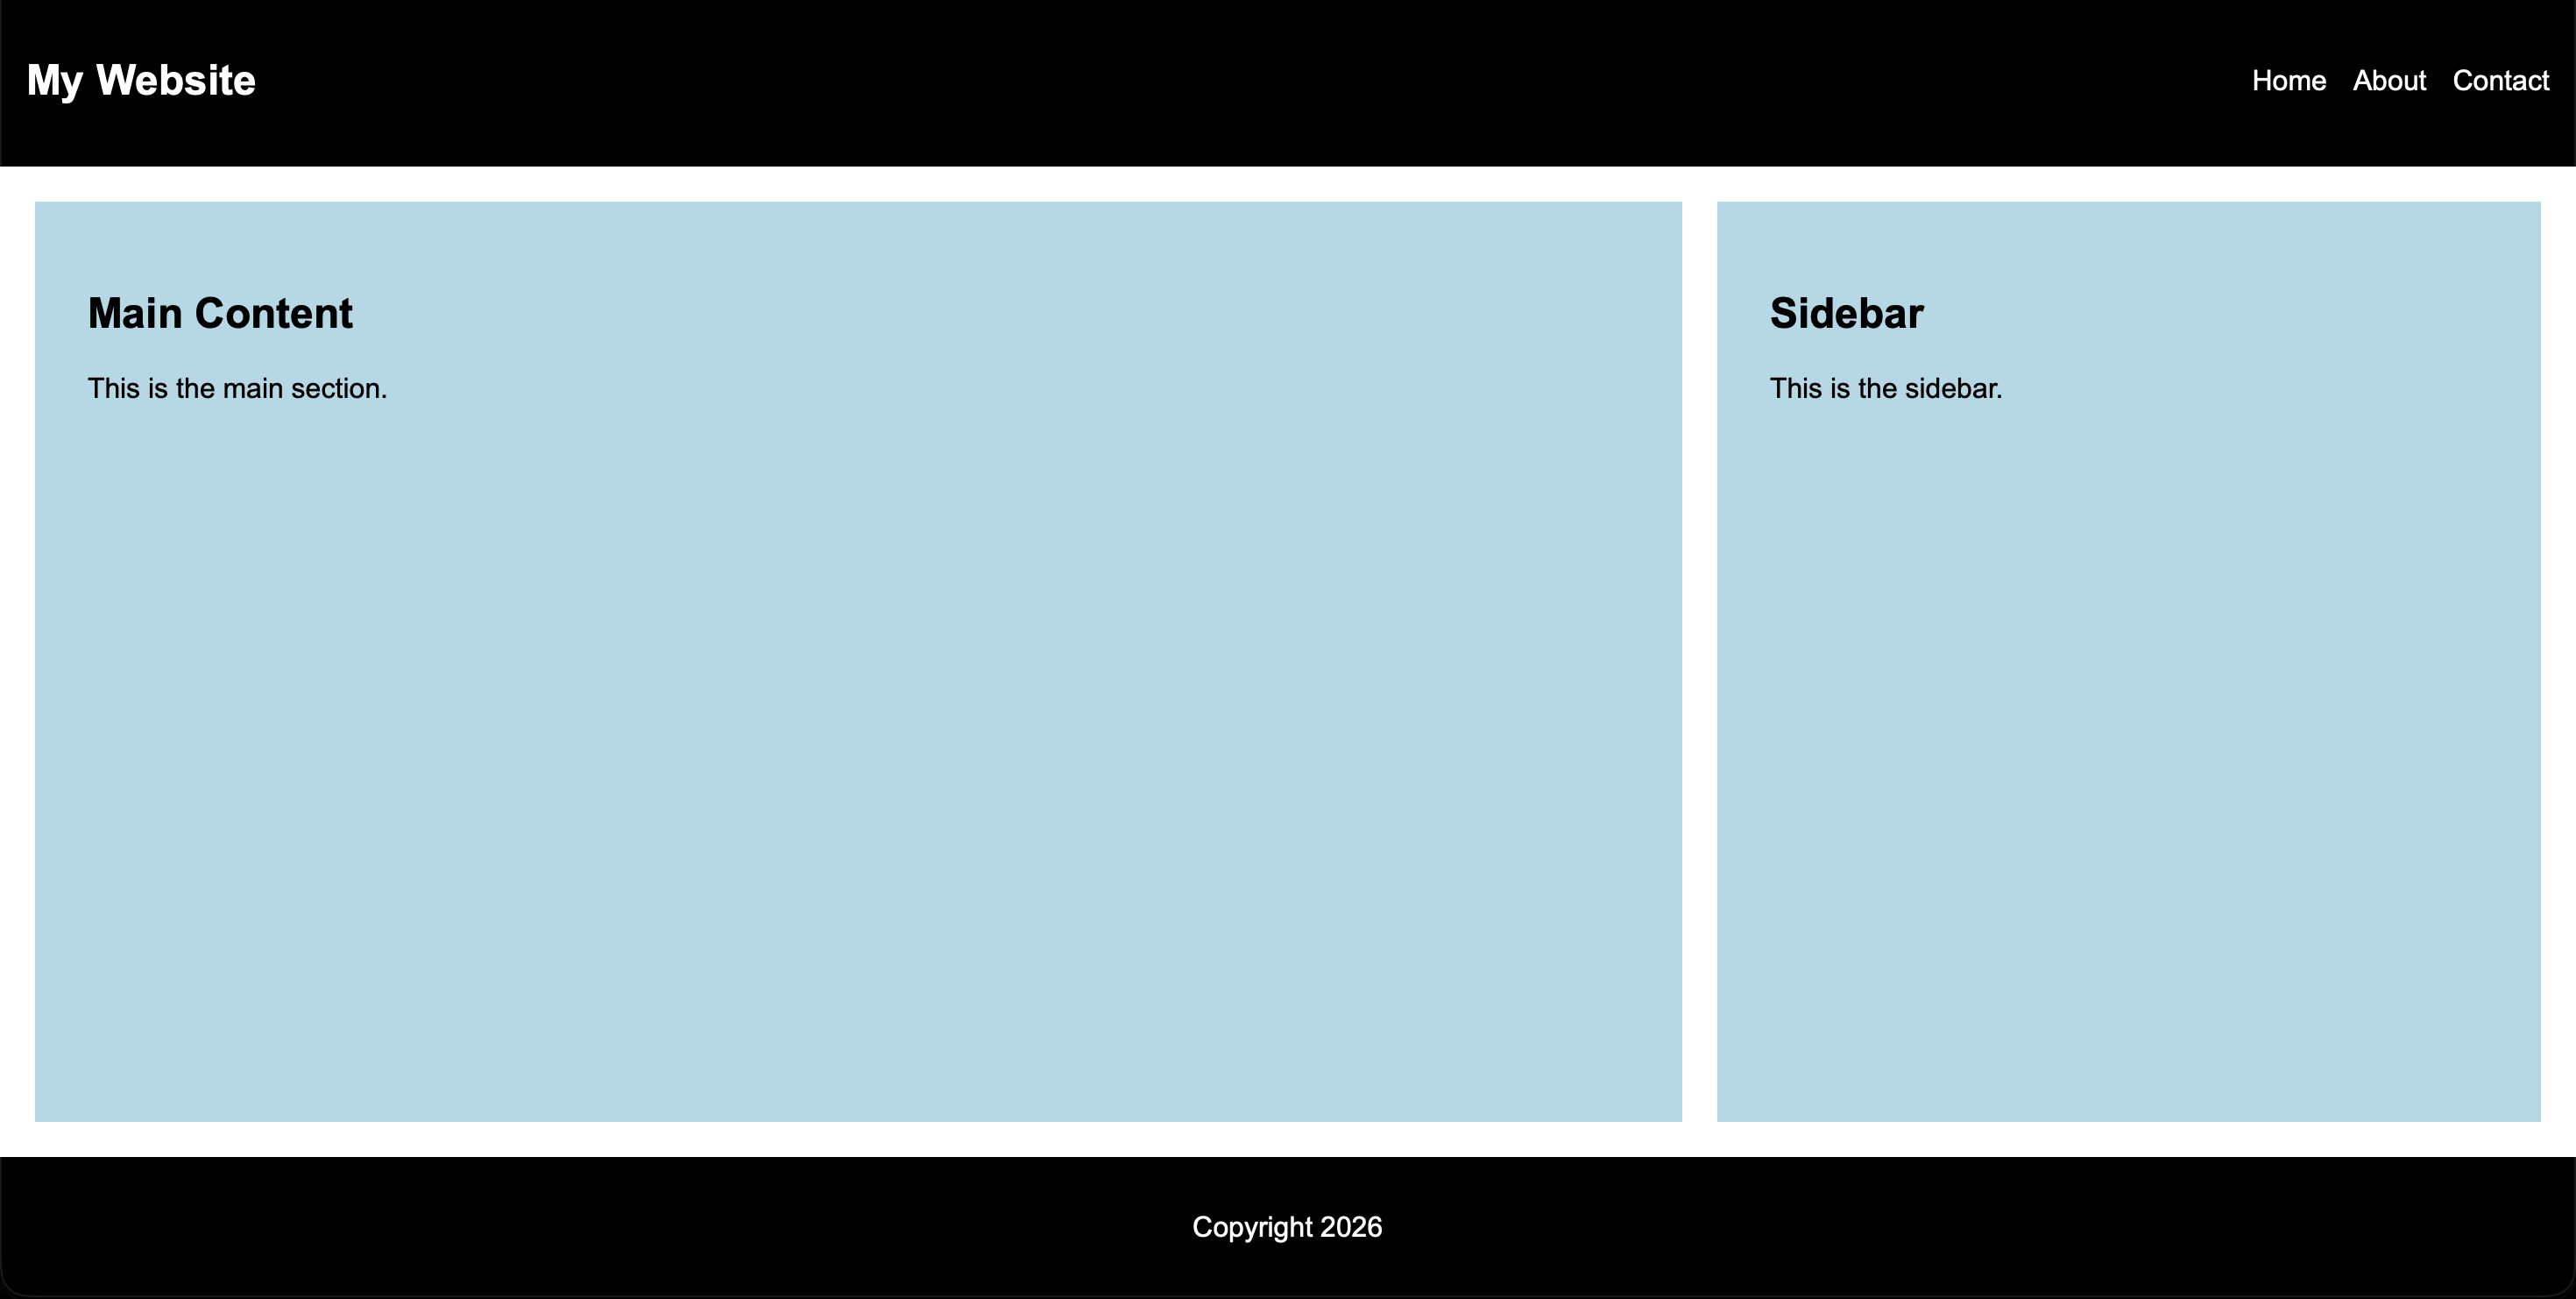 My Website
Home About Contact
Main Content
This is the main section.
Sidebar
This is the sidebar.
Copyright 2026